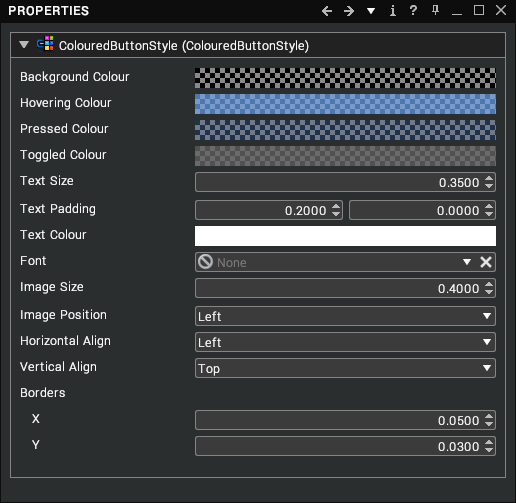 PROPERTIES
ColouredButtonStyle (ColouredButtonStyle)
Background Colour
Hovering Colour
Pressed Colour
Toggled Colour
Text Size 0.3500
Text Padding 0.2000 0.0000
Text Colour
Font None
Image Size 0.4000
Image Position Left
Horizontal Align Left
Vertical Align Top
Borders
X 0.0500
Y 0.0300